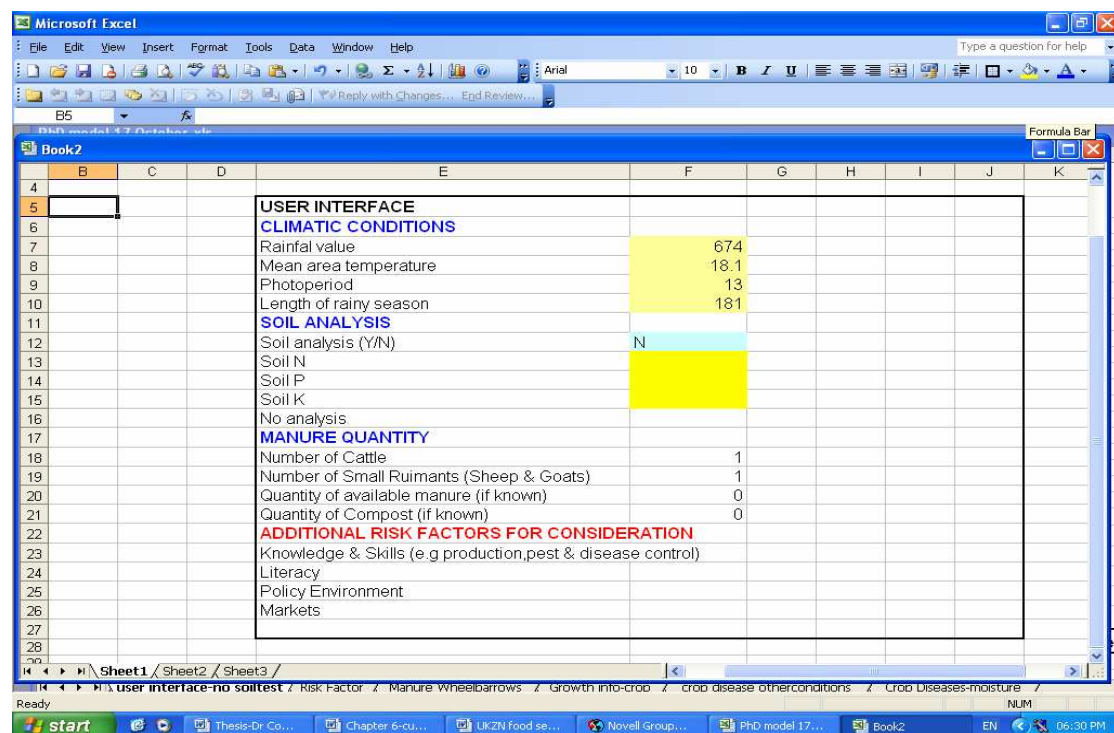 Microsoft Excel
File Edit View Insert Format Tools Data Window Help Type a question for help
Arial 10 B I U
Reply with Changes... End Review...
B5 fx
PhD model 17 October.xls Formula Bar
Book2
B C D E F G H I J K
4
5 USER INTERFACE
6 CLIMATIC CONDITIONS
7 Rainfal value 674
8 Mean area temperature 18.1
9 Photoperiod 13
10 Length of rainy season 181
11 SOIL ANALYSIS
12 Soil analysis (Y/N) N
13 Soil N
14 Soil P
15 Soil K
16 No analysis
17 MANURE QUANTITY
18 Number of Cattle 1
19 Number of Small Ruimants (Sheep & Goats) 1
20 Quantity of available manure (if known) 0
21 Quantity of Compost (if known) 0
22 ADDITIONAL RISK FACTORS FOR CONSIDERATION
23 Knowledge & Skills (e.g production,pest & disease control)
24 Literacy
25 Policy Environment
26 Markets
27
28
29
Sheet1 / Sheet2 / Sheet3 /
user interface-no soiltest / Risk Factor / Manure Wheelbarrows / Growth info-crop / crop disease otherconditions / Crop Diseases-moisture /
Ready NUM
start Thesis-Dr Co... Chapter 6-cu... UKZN food se... Novell Group... PhD model 17... Book2 EN 06:30 PM